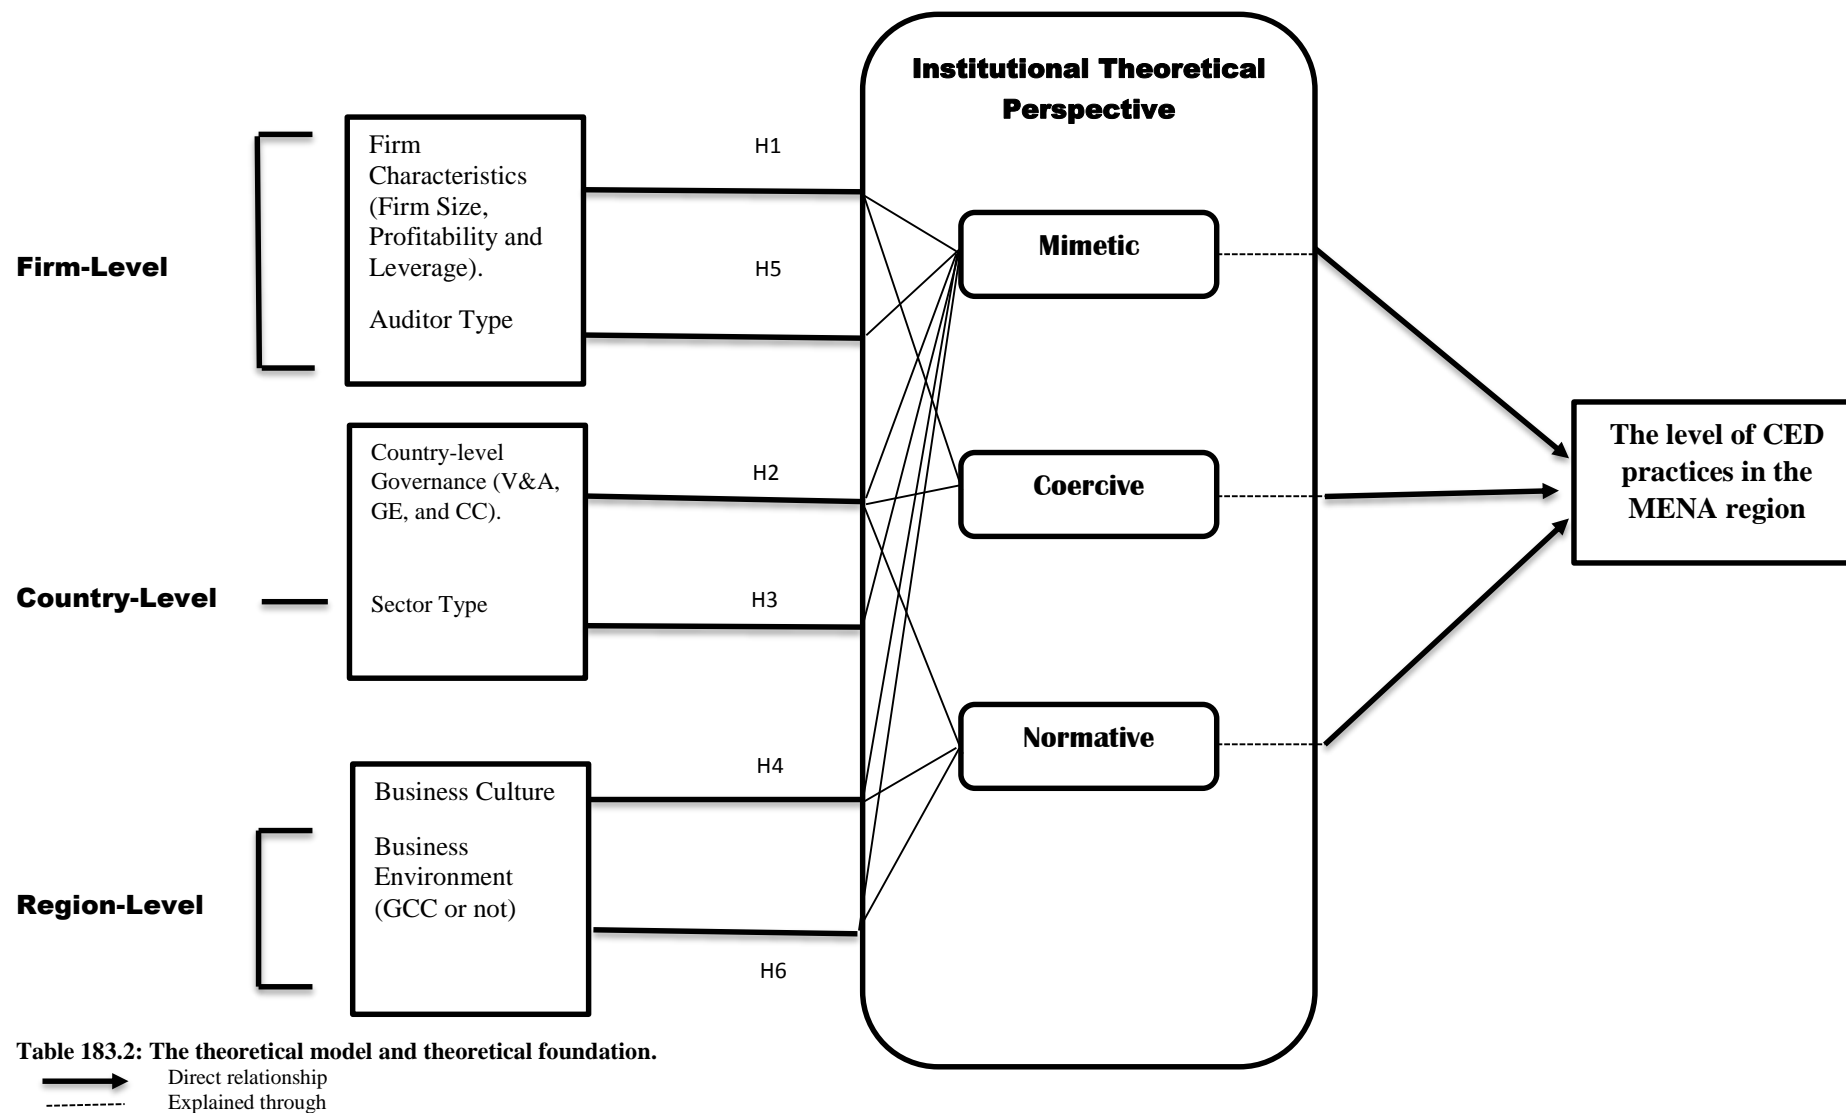 Institutional Theoretical
Perspective
Firm-Level
Firm
Characteristics
(Firm Size,
Profitability and
Leverage).
Auditor Type
H1
H5
Mimetic
Country-Level
Country-level
Governance (V&A,
GE, and CC).
Sector Type
H2
H3
Coercive
The level of CED
practices in the
MENA region
Region-Level
Business Culture
Business
Environment
(GCC or not)
H4
H6
Normative
Table 183.2: The theoretical model and theoretical foundation.
Direct relationship
Explained through